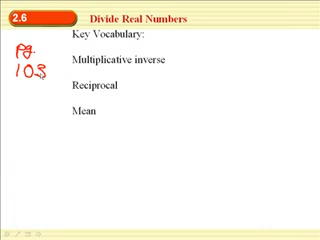 2.6 Divide Real Numbers
Key Vocabulary:
Pg.
103
Multiplicative inverse
Reciprocal
Mean